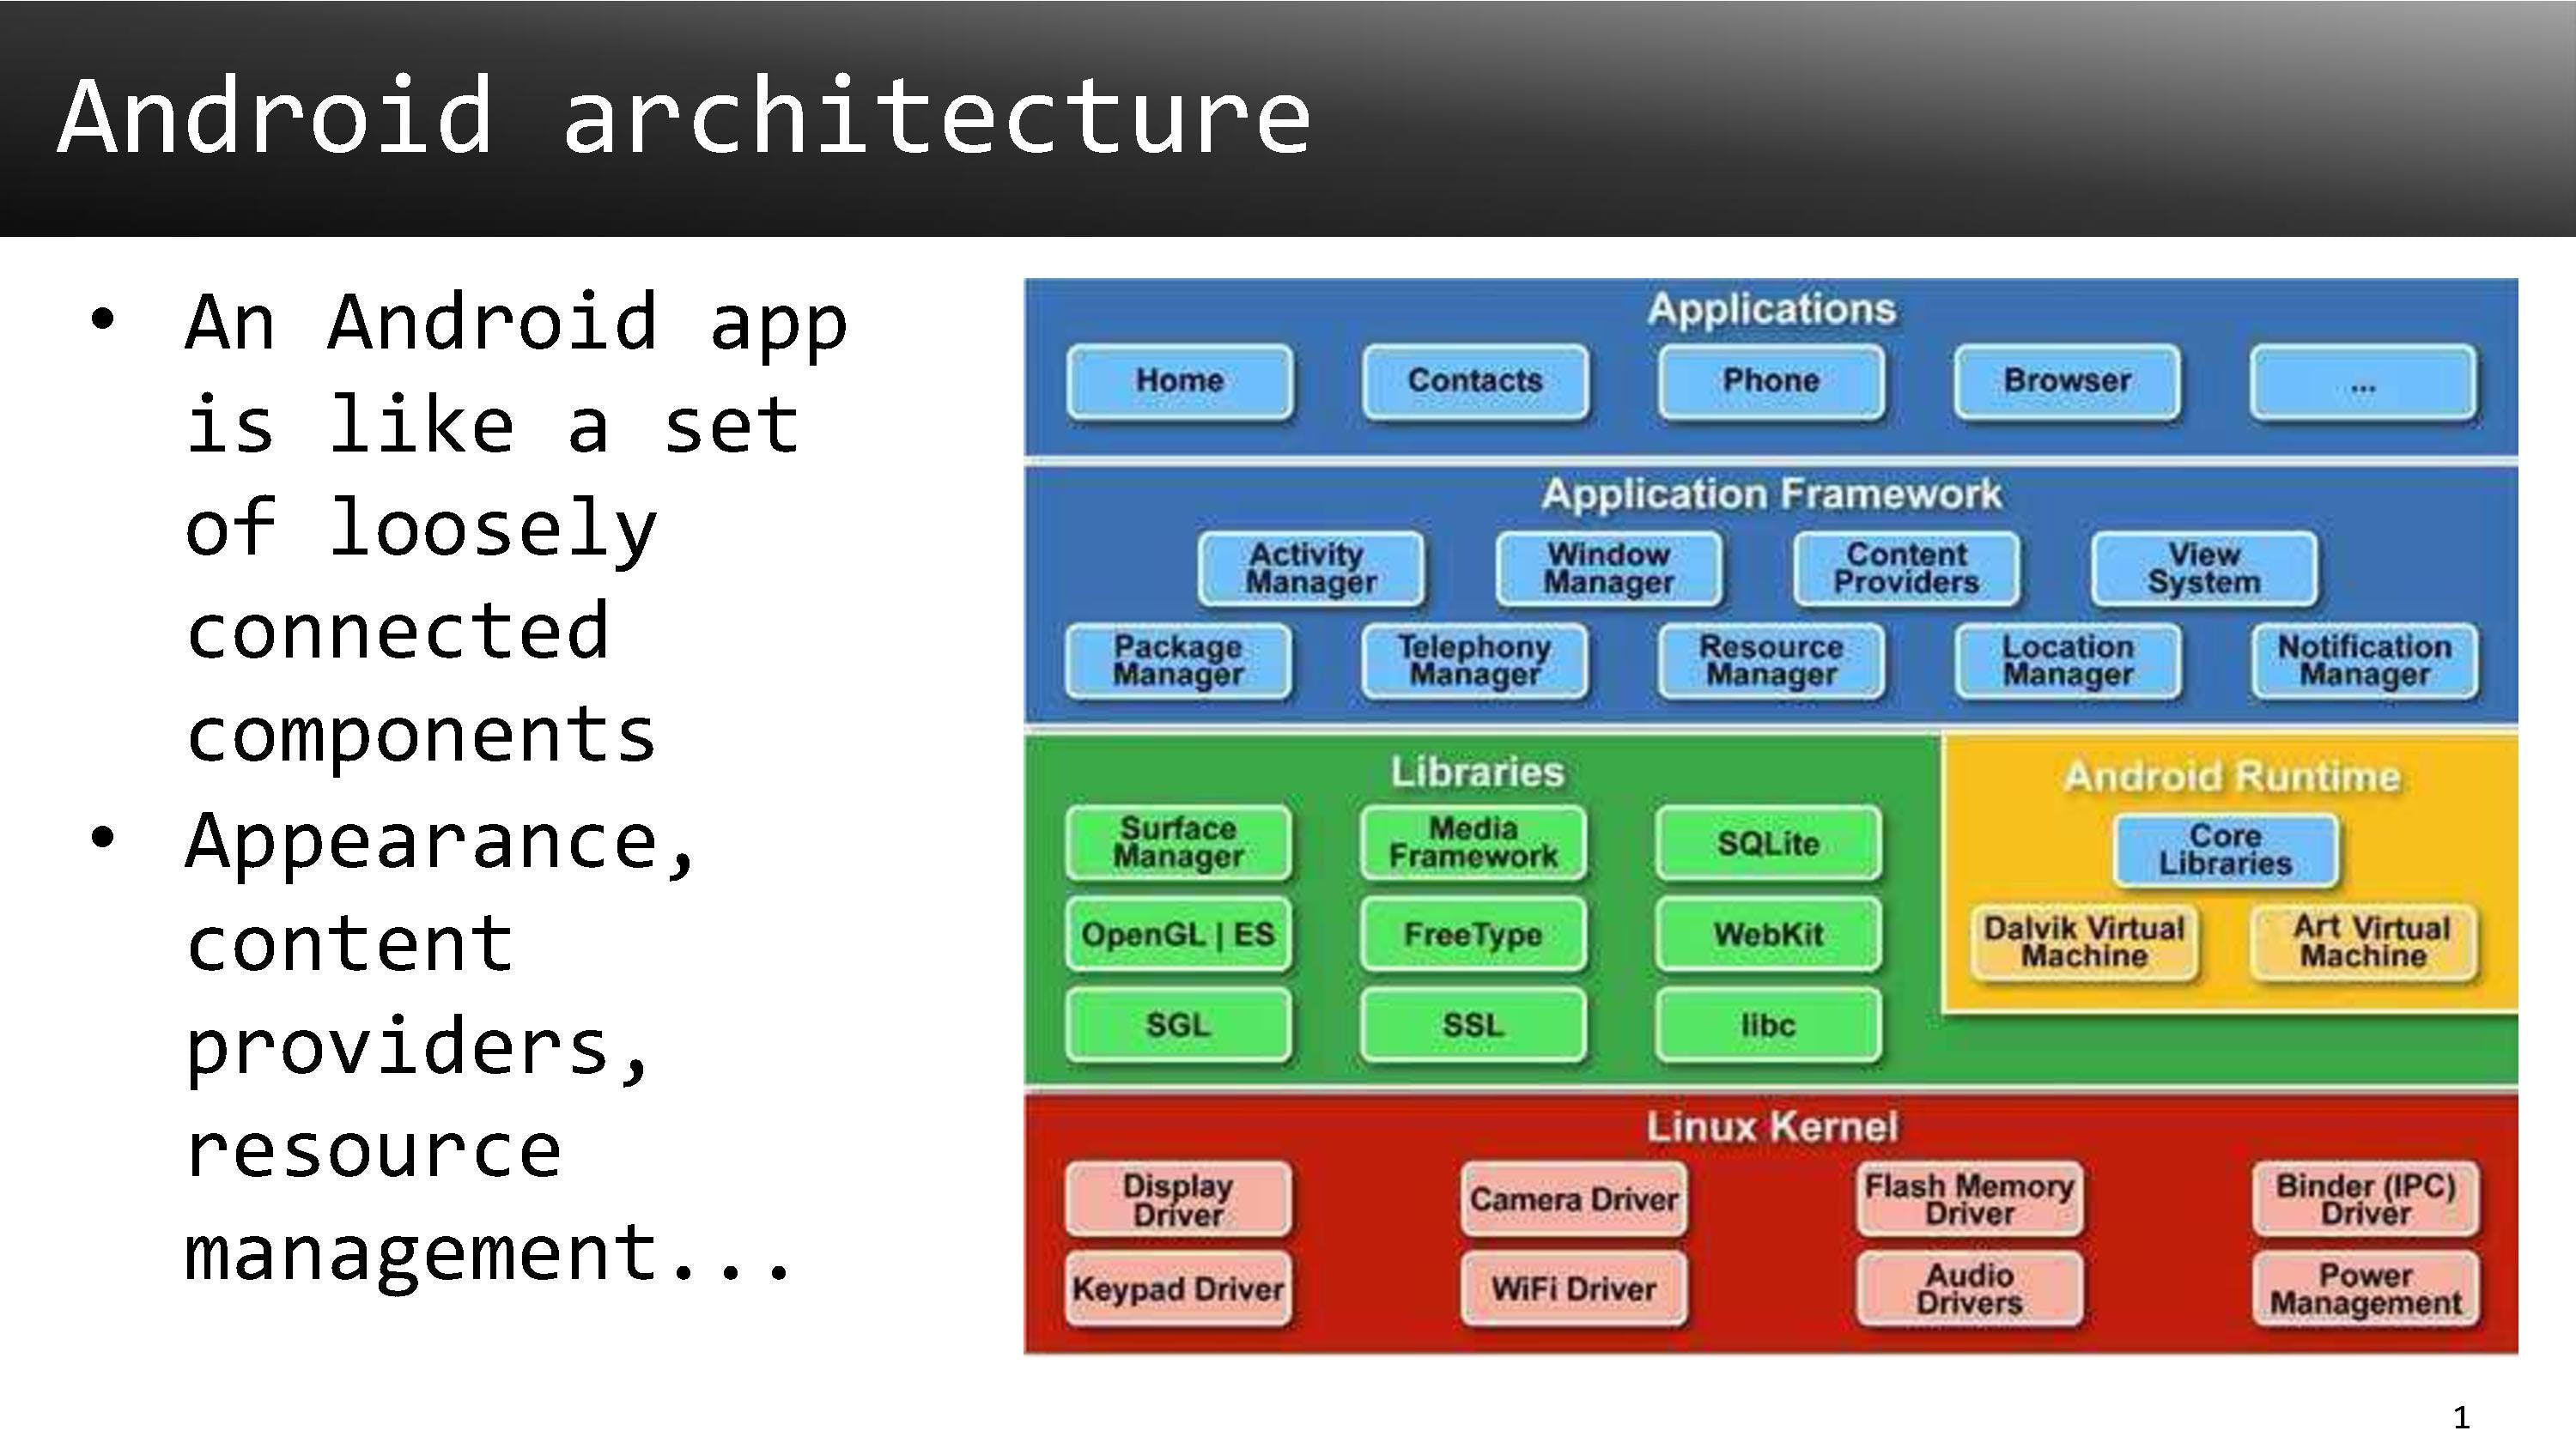 Android architecture
• An Android app
is like a set
of loosely
connected
components
• Appearance,
content
providers,
resource
management...
Applications
Home
Contacts
Phone
Browser
...
Application Framework
Activity
Manager
Window
Manager
Content
Providers
View
System
Package
Manager
Telephony
Manager
Resource
Manager
Location
Manager
Notification
Manager
Libraries
Surface
Manager
Media
Framework
SQLite
OpenGL | ES
FreeType
WebKit
SGL
SSL
libc
Android Runtime
Core
Libraries
Dalvik Virtual
Machine
Art Virtual
Machine
Linux Kernel
Display
Driver
Camera Driver
Flash Memory
Driver
Binder (IPC)
Driver
Keypad Driver
WiFi Driver
Audio
Drivers
Power
Management
1